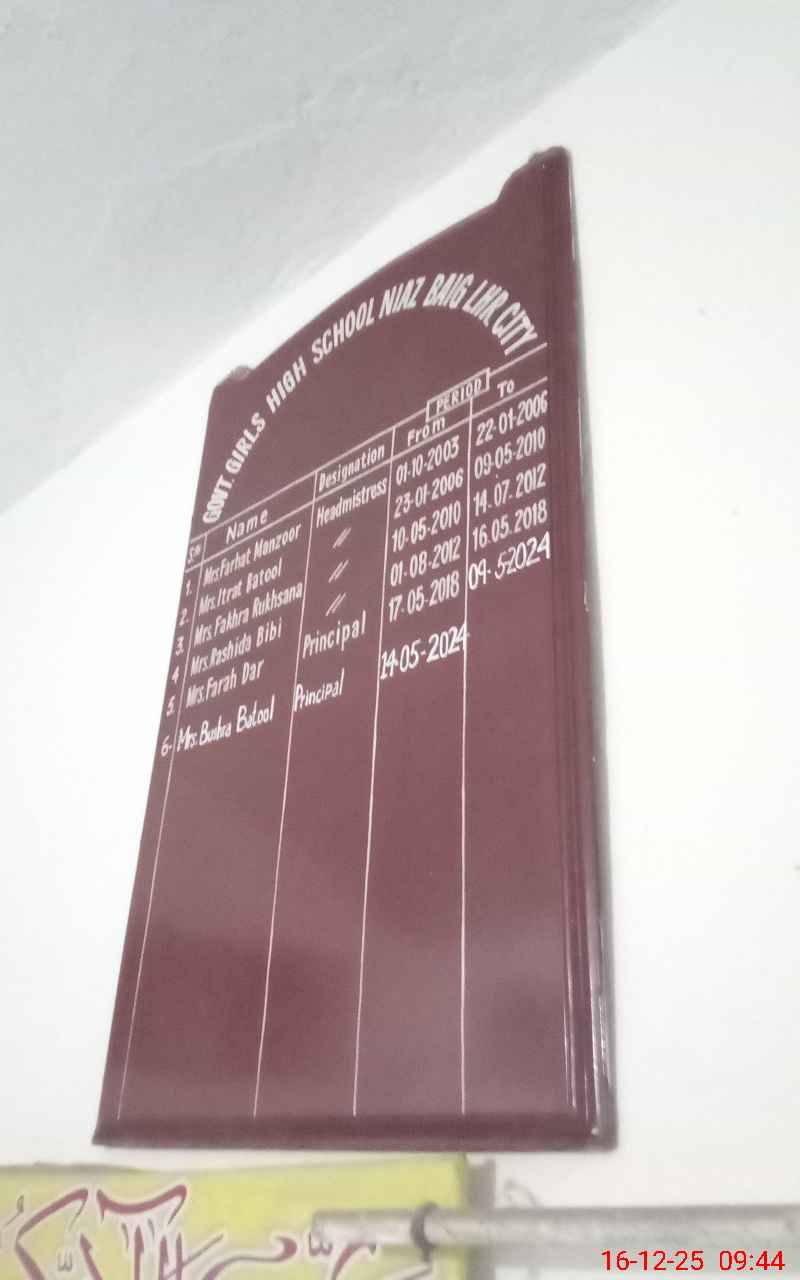 GOVT. GIRLS HIGH SCHOOL NIAZ BAIG LHR. CITY
PERIOD
Sr# Name Designation From To
1. Mrs. Farhat Manzoor Headmistress 01-10-2003 22-01-2006
2. Mrs. Itrat Batool // 23-01-2006 09-05-2010
3. Mrs. Fakhra Rukhsana // 10-05-2010 14.07.2012
4 Mrs. Rashida Bibi // 01-08-2012 16.05.2018
5. Mrs. Farah Dar Principal 17-05-2018 09-5-2024
6- Mrs. Bushra Batool Principal 14-05-2024
16-12-25 09:44